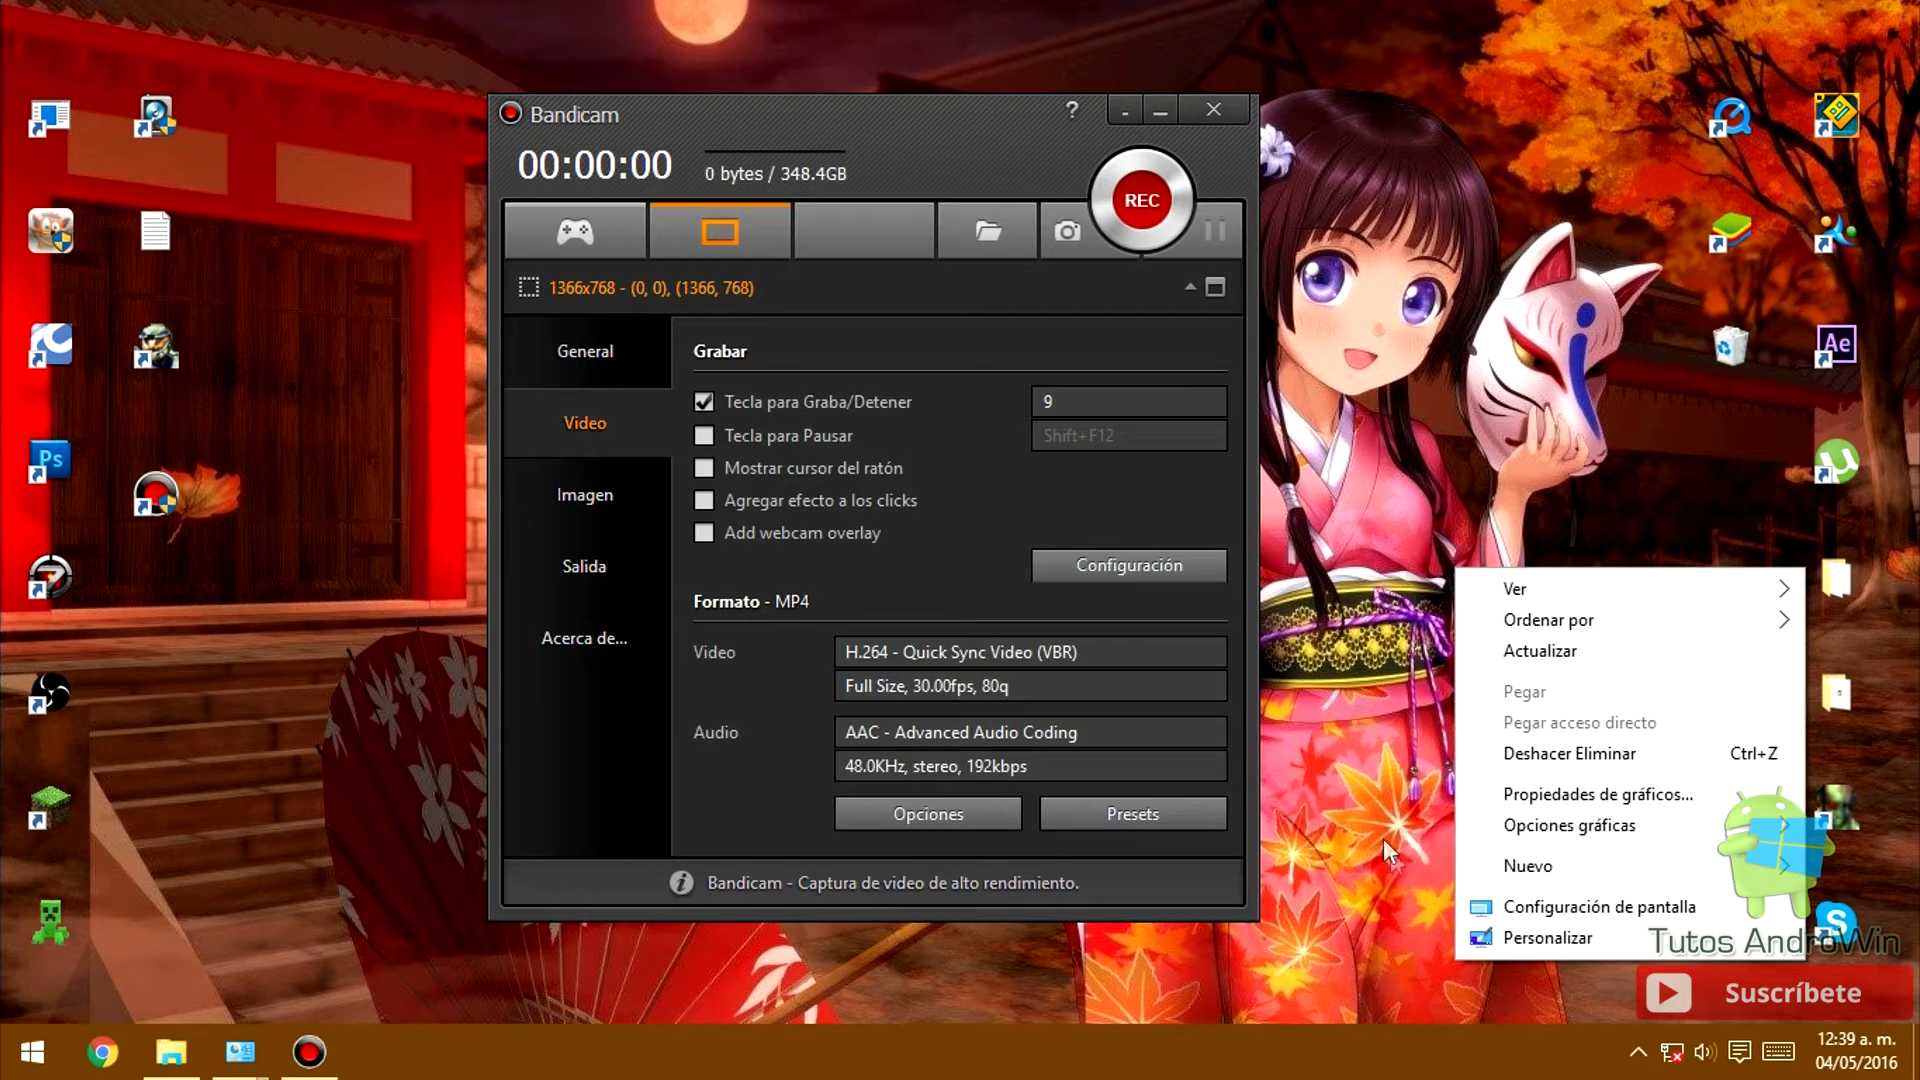 Bandicam
?
00:00:00
0 bytes / 348.4GB
REC
1366x768 - (0, 0), (1366, 768)
General
Video
Imagen
Salida
Acerca de...
Grabar
Tecla para Graba/Detener
9
Tecla para Pausar
Shift+F12
Mostrar cursor del ratón
Agregar efecto a los clicks
Add webcam overlay
Configuración
Formato - MP4
Video
H.264 - Quick Sync Video (VBR)
Full Size, 30.00fps, 80q
Audio
AAC - Advanced Audio Coding
48.0KHz, stereo, 192kbps
Opciones
Presets
Bandicam - Captura de video de alto rendimiento.
Ps
Ae
Ver
Ordenar por
Actualizar
Pegar
Pegar acceso directo
Deshacer Eliminar Ctrl+Z
Propiedades de gráficos...
Opciones gráficas
Nuevo
Configuración de pantalla
Personalizar
Tutos AndroWin
Suscríbete
12:39 a. m.
04/05/2016